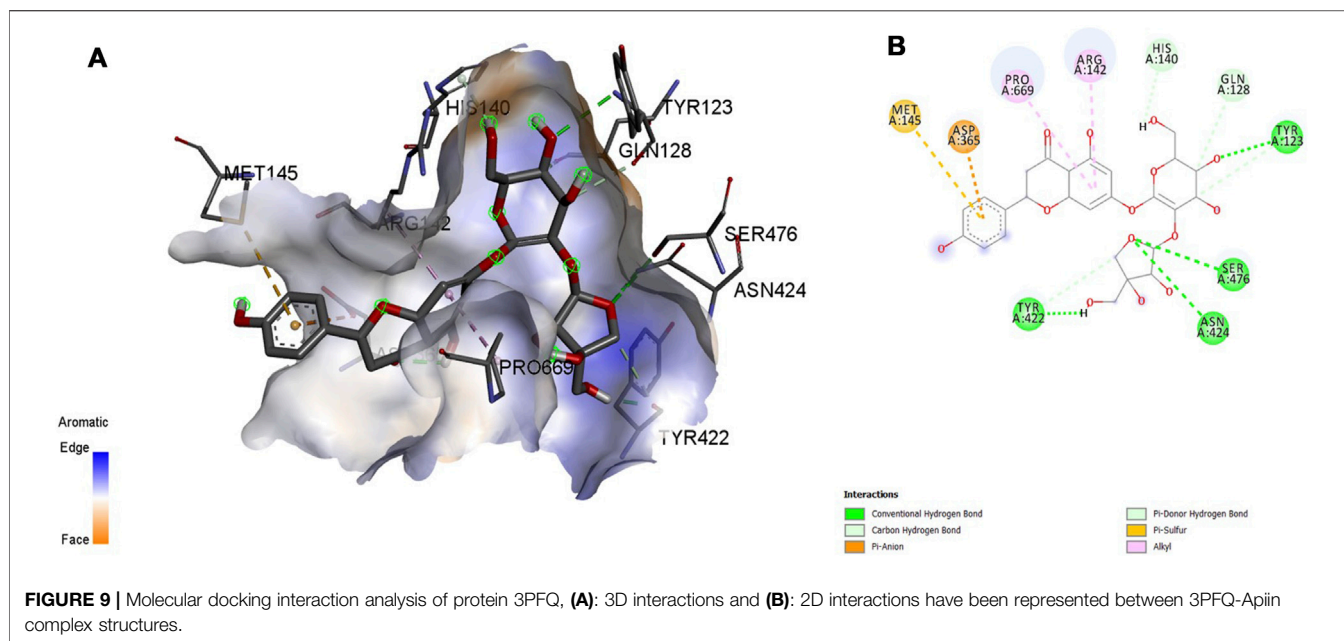 A
HIS140
TYR123
GLN128
MET145
ARG142
SER476
ASN424
PRO669
TYR422
Aromatic
Edge
Face
B
HIS
A:140
ARG
A:142
PRO
A:669
GLN
A:128
MET
A:145
ASP
A:365
TYR
A:123
O
O
H
O
O
O
O
O
O
O
O
O
O
O
O
H
O
SER
A:476
TYR
A:422
ASN
A:424
Interactions
Conventional Hydrogen Bond
Carbon Hydrogen Bond
Pi-Anion
Pi-Donor Hydrogen Bond
Pi-Sulfur
Alkyl
FIGURE 9 | Molecular docking interaction analysis of protein 3PFQ, (A): 3D interactions and (B): 2D interactions have been represented between 3PFQ-Apiin
complex structures.